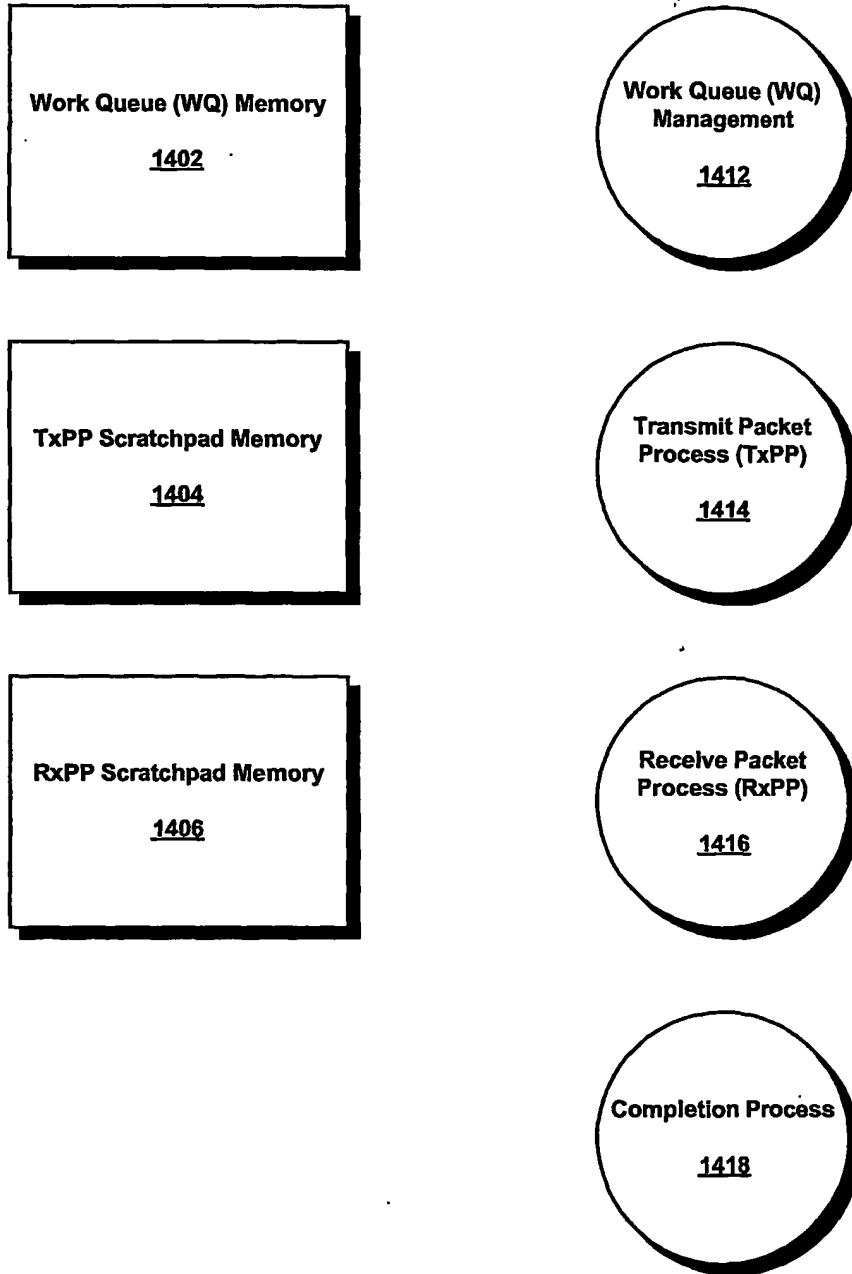 Work Queue (WQ) Memory
1402
Work Queue (WQ)
Management
1412
TxPP Scratchpad Memory
1404
Transmit Packet
Process (TxPP)
1414
RxPP Scratchpad Memory
1406
Receive Packet
Process (RxPP)
1416
Completion Process
1418